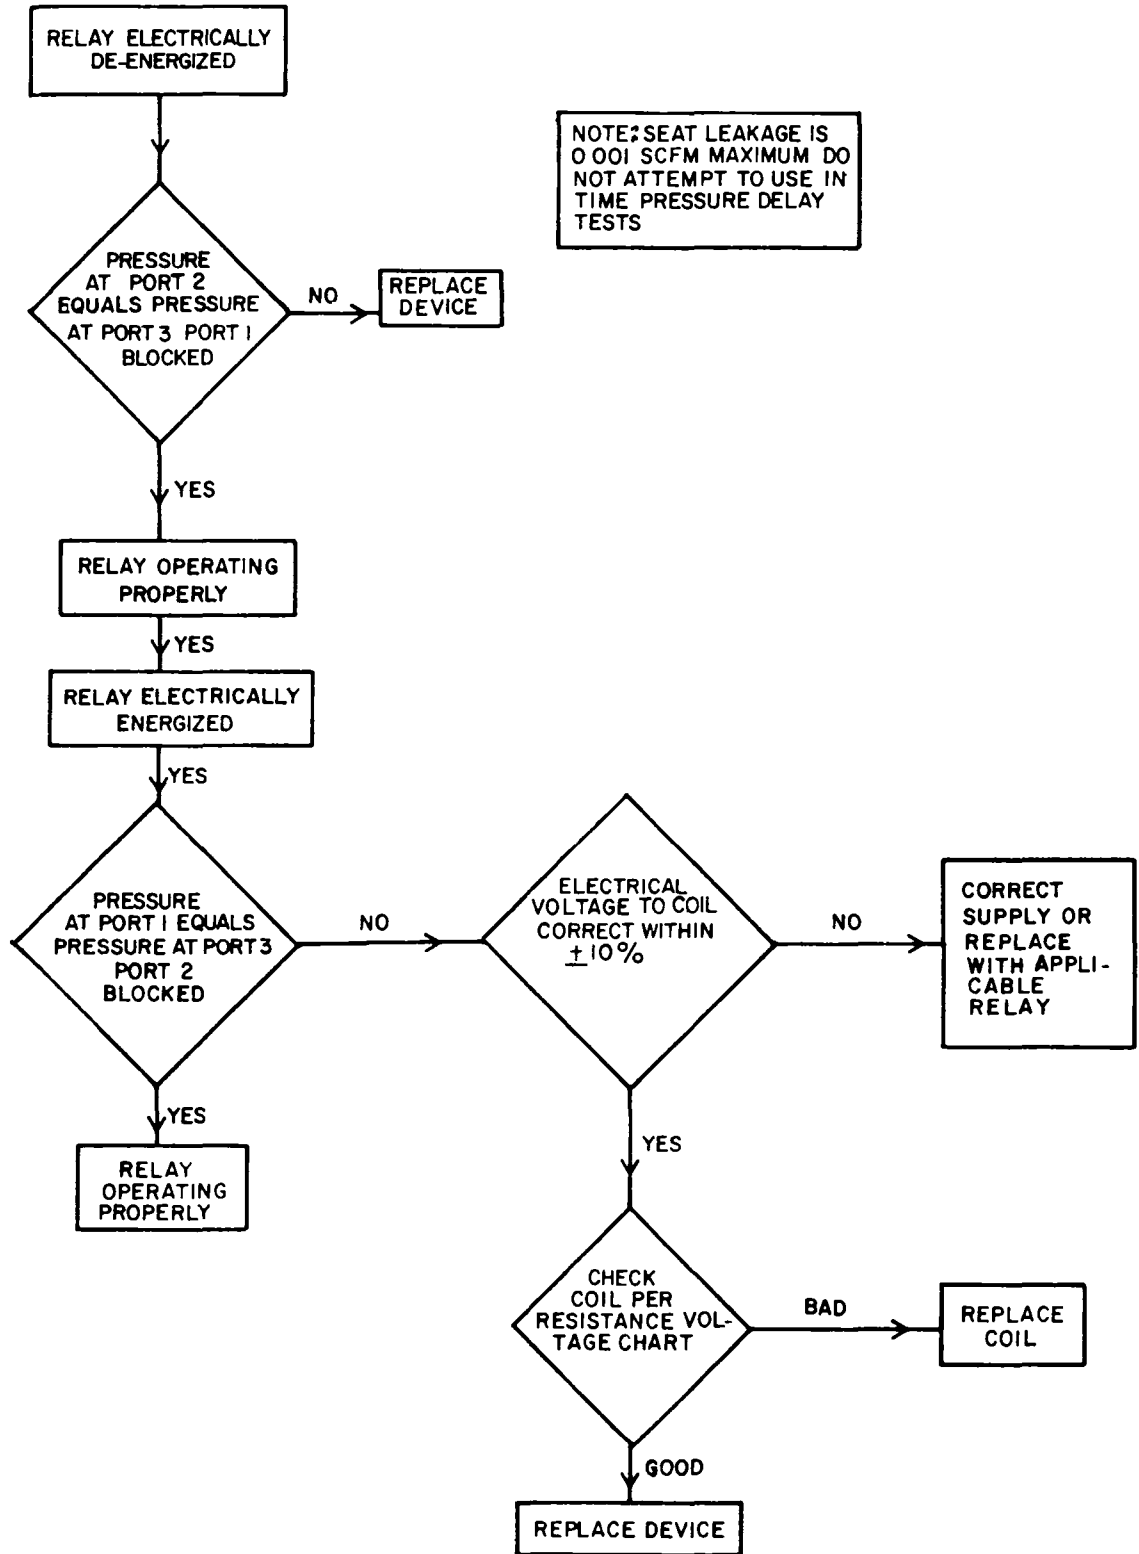 RELAY ELECTRICALLY
DE-ENERGIZED
NOTE: SEAT LEAKAGE IS
0 001 SCFM MAXIMUM DO
NOT ATTEMPT TO USE IN
TIME PRESSURE DELAY
TESTS
PRESSURE
AT PORT 2
EQUALS PRESSURE
AT PORT 3 PORT 1
BLOCKED
NO
REPLACE
DEVICE
YES
RELAY OPERATING
PROPERLY
YES
RELAY ELECTRICALLY
ENERGIZED
YES
PRESSURE
AT PORT 1 EQUALS
PRESSURE AT PORT 3
PORT 2
BLOCKED
NO
ELECTRICAL
VOLTAGE TO COIL
CORRECT WITHIN
±10%
NO
CORRECT
SUPPLY OR
REPLACE
WITH APPLI-
CABLE
RELAY
YES
RELAY
OPERATING
PROPERLY
YES
CHECK
COIL PER
RESISTANCE VOL-
TAGE CHART
BAD
REPLACE
COIL
GOOD
REPLACE DEVICE